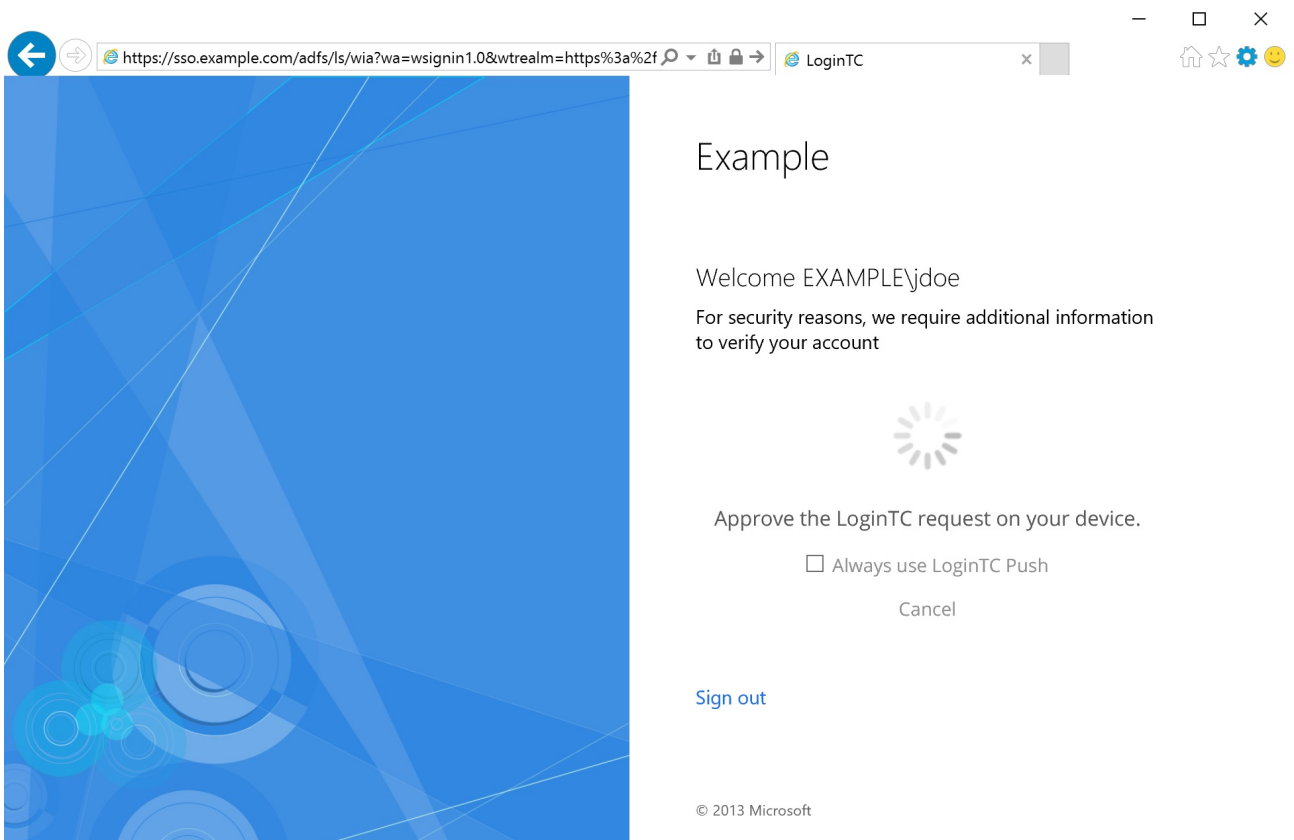 https://sso.example.com/adfs/ls/wia?wa=wsignin1.0&wtrealm=https%3a%2f
LoginTC
Example
Welcome EXAMPLE\jdoe
For security reasons, we require additional information
to verify your account
Approve the LoginTC request on your device.
Always use LoginTC Push
Cancel
Sign out
© 2013 Microsoft